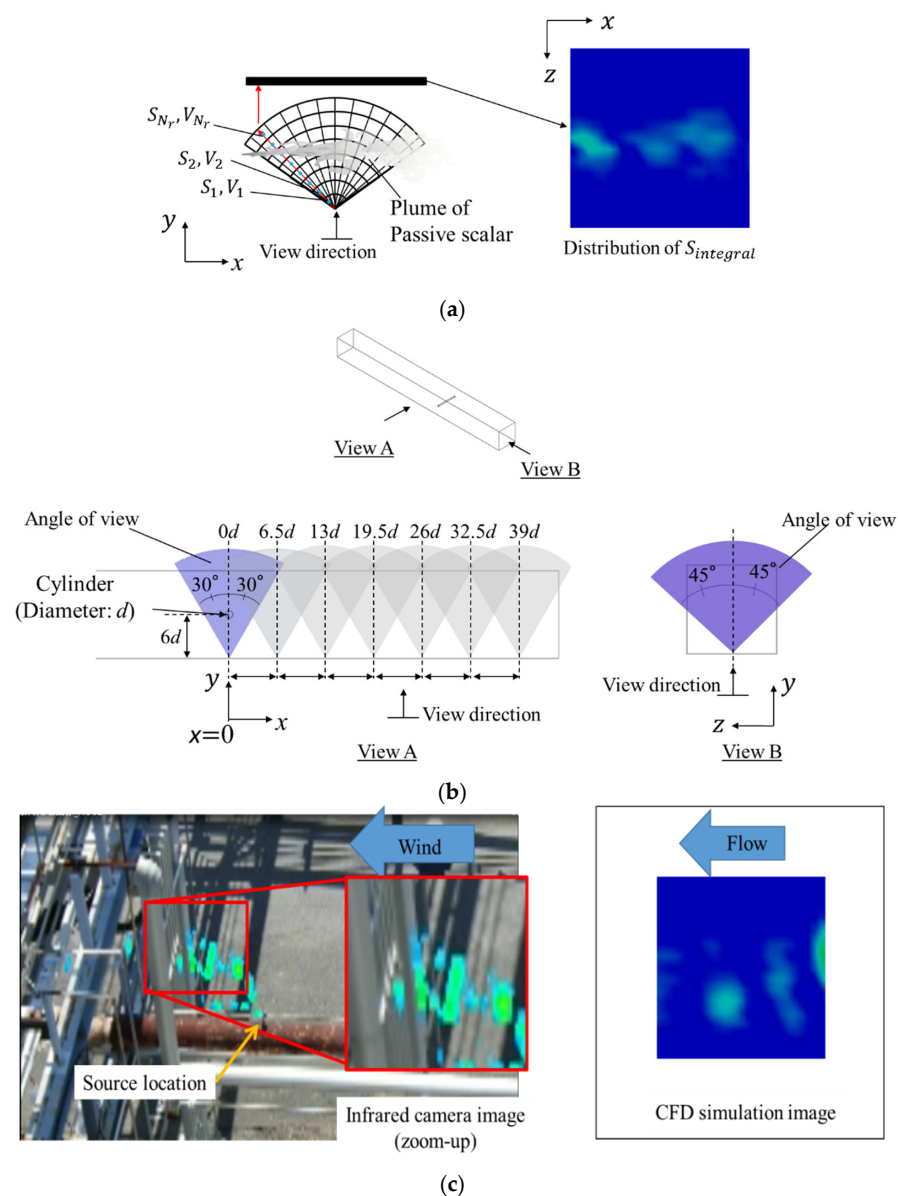 x
z
S_{N_r}, V_{N_r}
S_2, V_2
S_1, V_1
Plume of
Passive scalar
y
x
View direction
Distribution of S_{integral}
(a)
View A
View B
Angle of view
0d
6.5d
13d
19.5d
26d
32.5d
39d
Angle of view
30°
30°
45°
45°
Cylinder
(Diameter: d)
6d
y
x
x=0
View direction
View A
View direction
y
z
View B
(b)
Wind
Flow
Source location
Infrared camera image
(zoom-up)
CFD simulation image
(c)